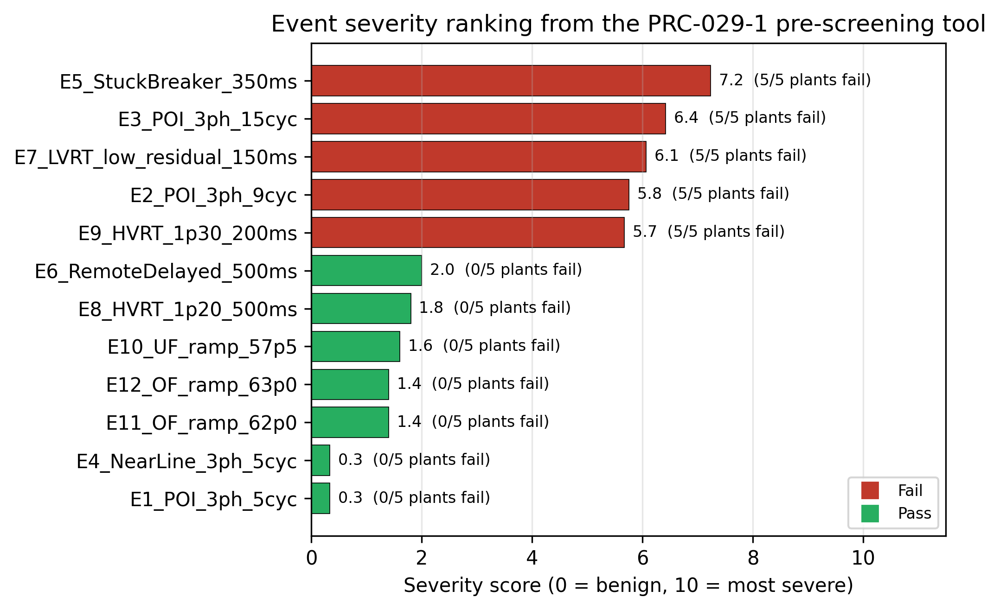 Event severity ranking from the PRC-029-1 pre-screening tool
E5_StuckBreaker_350ms 7.2 (5/5 plants fail)
E3_POI_3ph_15cyc 6.4 (5/5 plants fail)
E7_LVRT_low_residual_150ms 6.1 (5/5 plants fail)
E2_POI_3ph_9cyc 5.8 (5/5 plants fail)
E9_HVRT_1p30_200ms 5.7 (5/5 plants fail)
E6_RemoteDelayed_500ms 2.0 (0/5 plants fail)
E8_HVRT_1p20_500ms 1.8 (0/5 plants fail)
E10_UF_ramp_57p5 1.6 (0/5 plants fail)
E12_OF_ramp_63p0 1.4 (0/5 plants fail)
E11_OF_ramp_62p0 1.4 (0/5 plants fail)
E4_NearLine_3ph_5cyc 0.3 (0/5 plants fail)
E1_POI_3ph_5cyc 0.3 (0/5 plants fail)
Fail
Pass
0 2 4 6 8 10
Severity score (0 = benign, 10 = most severe)